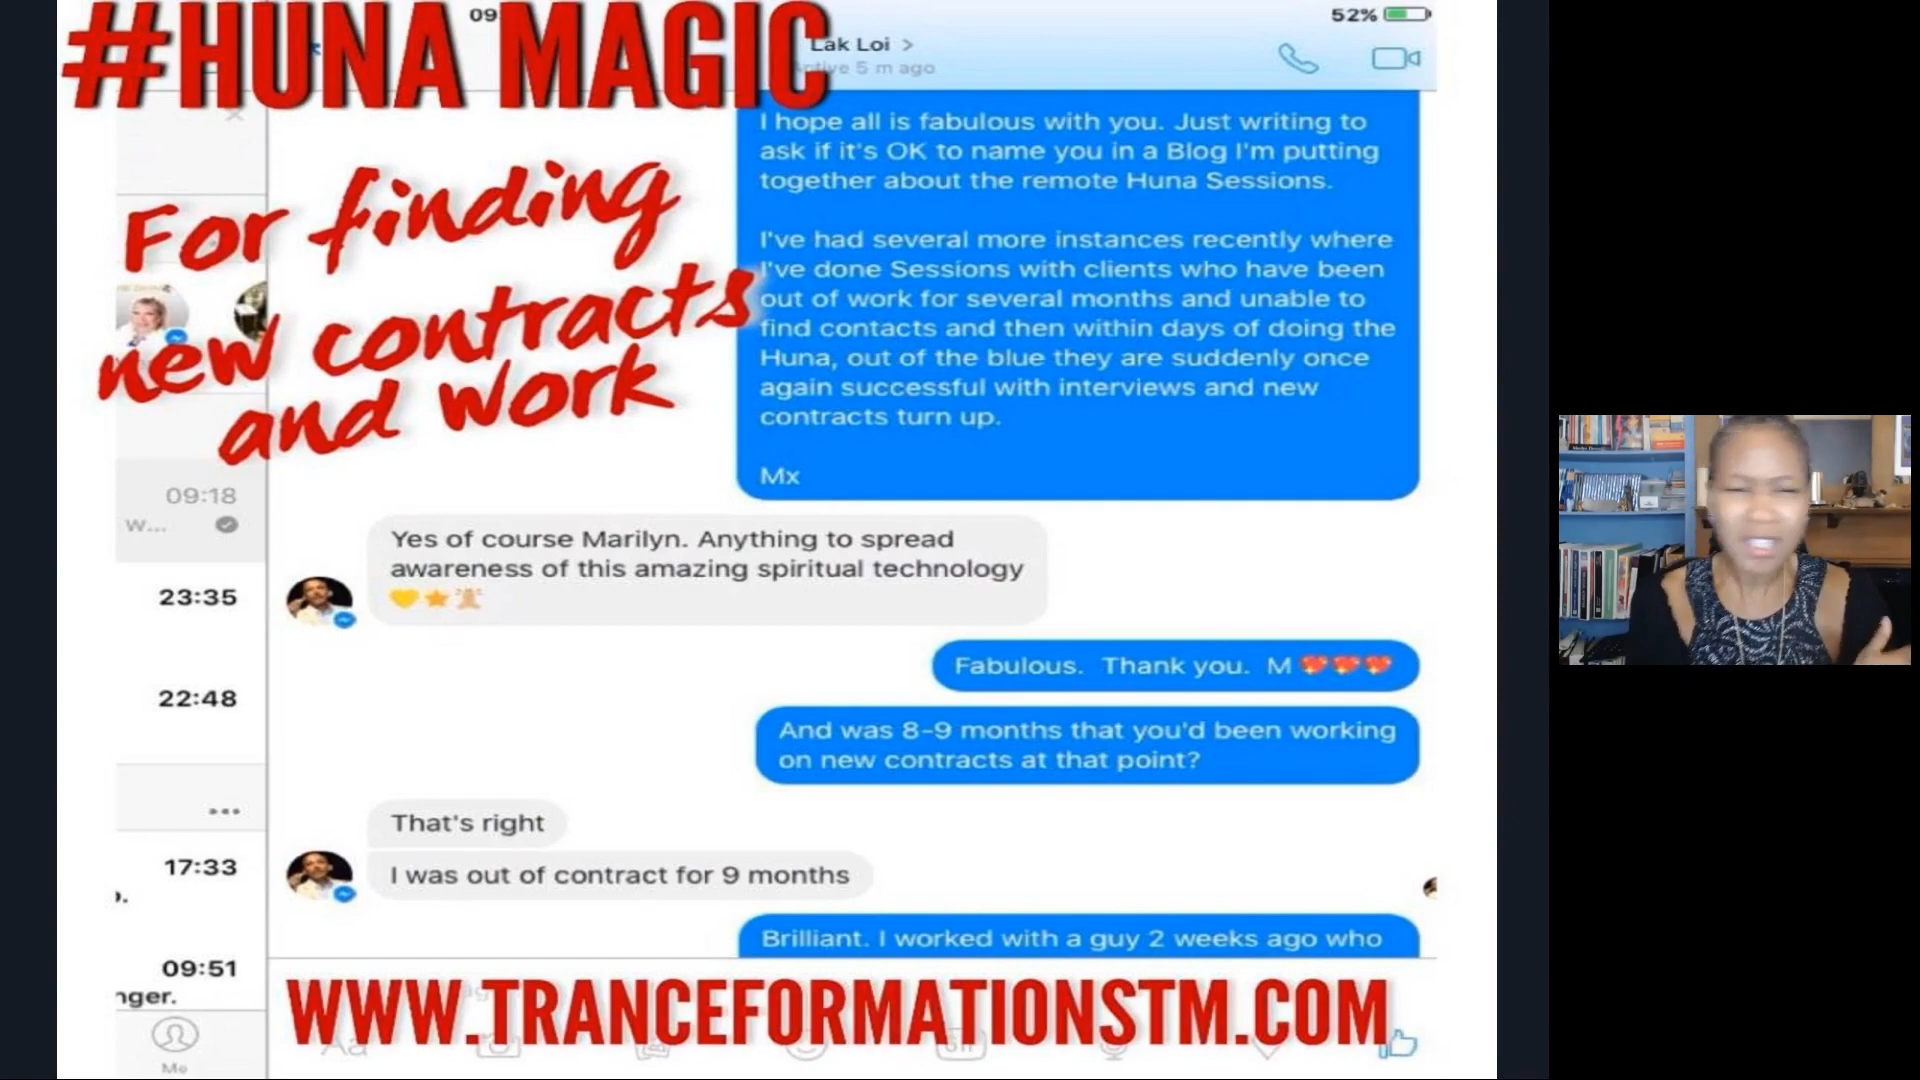 #HUNA MAGIC
09
52%
Lak Loi >
Active 5 m ago
For finding
new contracts
and work
I hope all is fabulous with you. Just writing to
ask if it's OK to name you in a Blog I'm putting
together about the remote Huna Sessions.
I've had several more instances recently where
I've done Sessions with clients who have been
out of work for several months and unable to
find contacts and then within days of doing the
Huna, out of the blue they are suddenly once
again successful with interviews and new
contracts turn up.
Mx
09:18
W...
Yes of course Marilyn. Anything to spread
awareness of this amazing spiritual technology
💛⭐🙏
23:35
Fabulous. Thank you. M 💖💖💖
22:48
And was 8-9 months that you'd been working
on new contracts at that point?
...
That's right
17:33
I was out of contract for 9 months
Brilliant. I worked with a guy 2 weeks ago who
09:51
nger.
WWW.TRANCEFORMATIONSTM.COM
Aa
Me